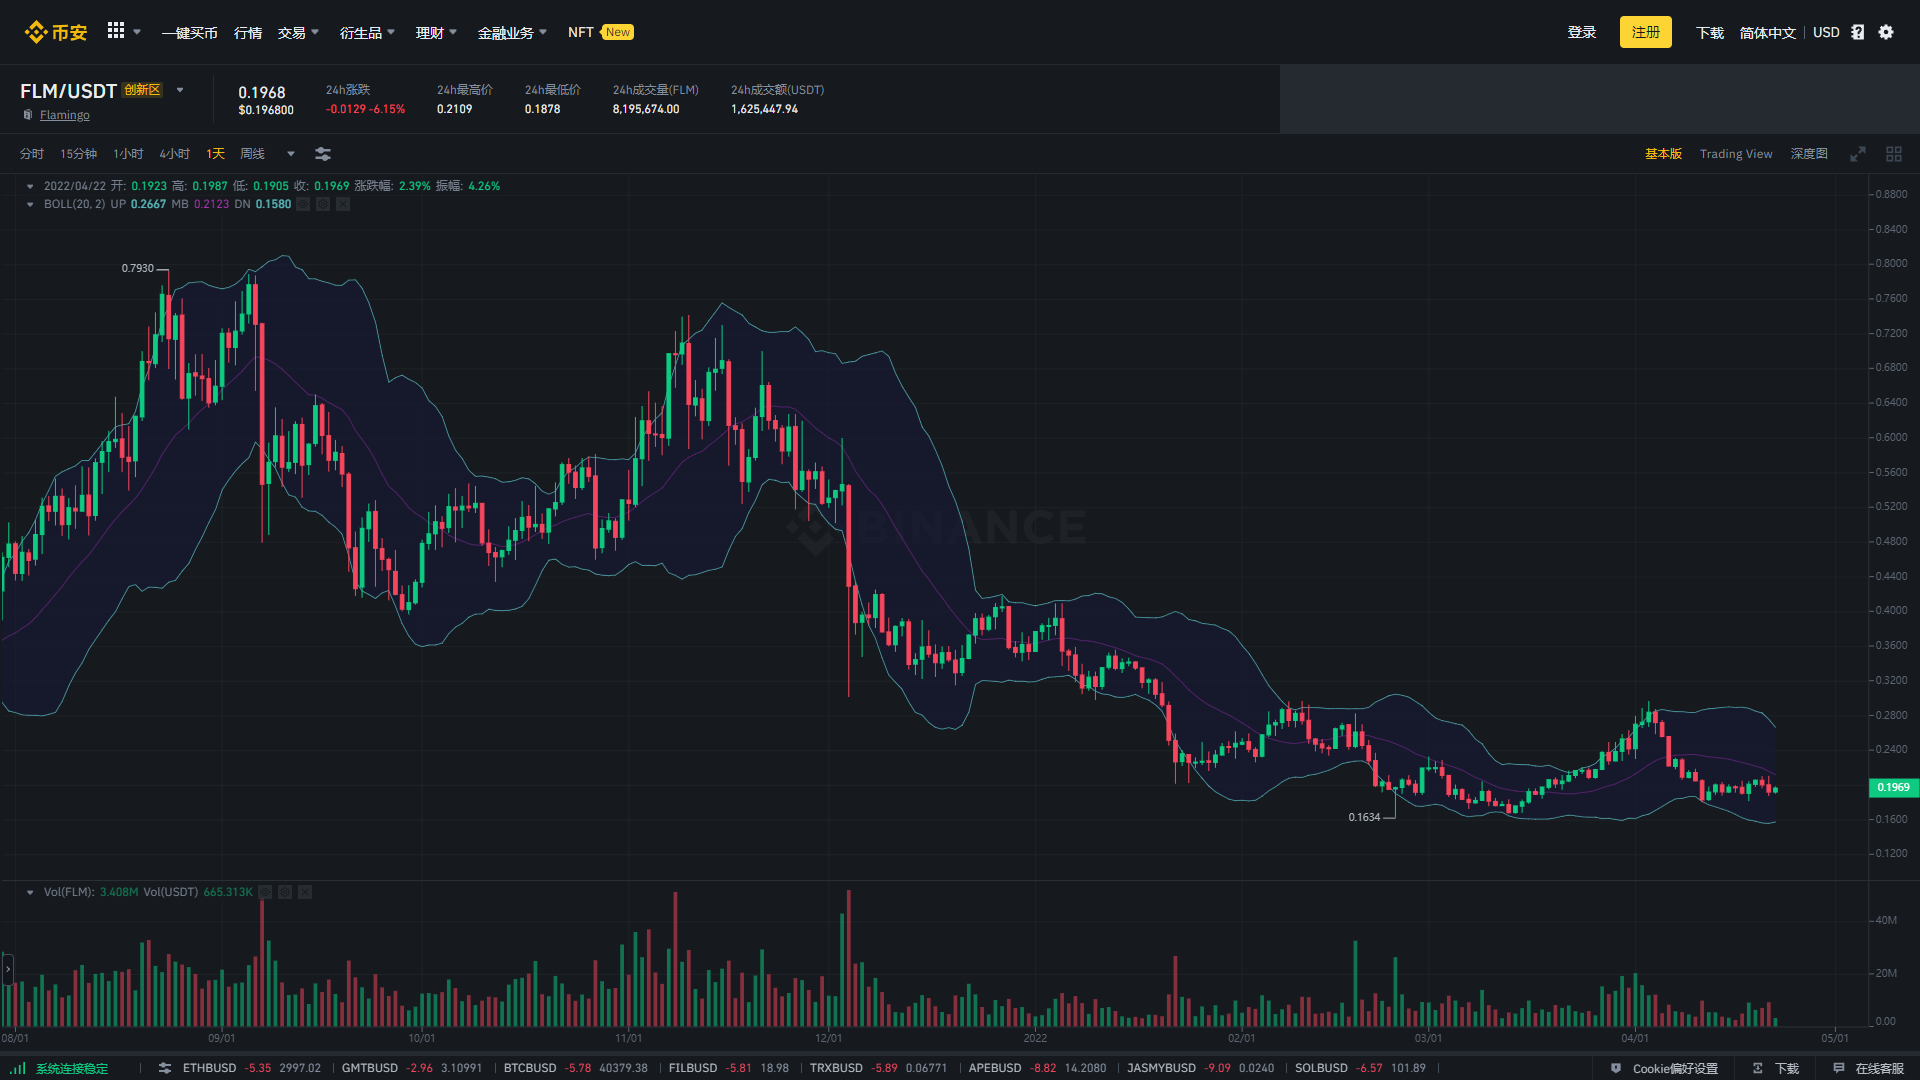 币安 一键买币 行情 交易 衍生品 理财 金融业务 NFT New 登录 注册 下载 简体中文 USD
FLM/USDT 创新区
Flamingo
0.1968
$0.196800
24h涨跌
-0.0129 -6.15%
24h最高价
0.2109
24h最低价
0.1878
24h成交量(FLM)
8,195,674.00
24h成交额(USDT)
1,625,447.94
分时 15分钟 1小时 4小时 1天 周线 基本版 Trading View 深度图
2022/04/22 开: 0.1923 高: 0.1987 低: 0.1905 收: 0.1969 涨跌幅: 2.39% 振幅: 4.26%
BOLL(20, 2) UP 0.2667 MB 0.2123 DN 0.1580
0.7930
0.1634
BINANCE
0.8800
0.8400
0.8000
0.7600
0.7200
0.6800
0.6400
0.6000
0.5600
0.5200
0.4800
0.4400
0.4000
0.3600
0.3200
0.2800
0.2400
0.1969
0.1600
0.1200
Vol(FLM): 3.408M Vol(USDT) 665.313K
40M
20M
0.00
08/01 09/01 10/01 11/01 12/01 2022 02/01 03/01 04/01 05/01
系统连接稳定 ETHBUSD -5.35 2997.02 GMTBUSD -2.96 3.10991 BTCBUSD -5.78 40379.38 FILBUSD -5.81 18.98 TRXBUSD -5.89 0.06771 APEBUSD -8.82 14.2080 JASMYBUSD -9.09 0.0240 SOLBUSD -6.57 101.89 Cookie偏好设置 下载 在线客服